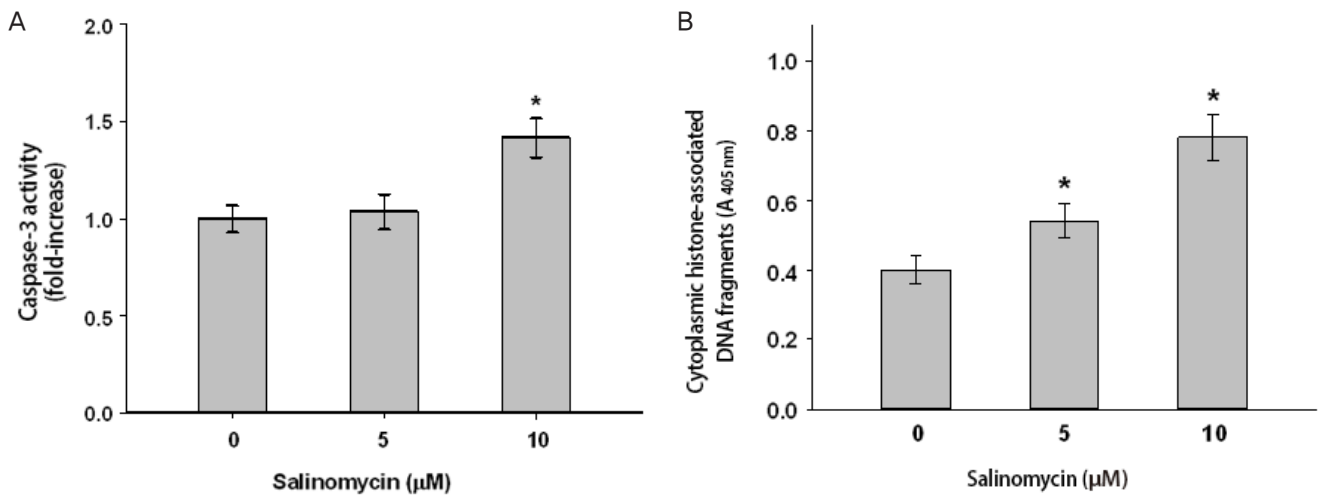 A
Caspase-3 activity
(fold-increase)
2.0
1.5
1.0
0.5
0.0
*
0
5
10
Salinomycin (µM)
B
Cytoplasmic histone-associated
DNA fragments (A 405 nm)
1.0
0.8
0.6
0.4
0.2
0.0
*
*
0
5
10
Salinomycin (µM)